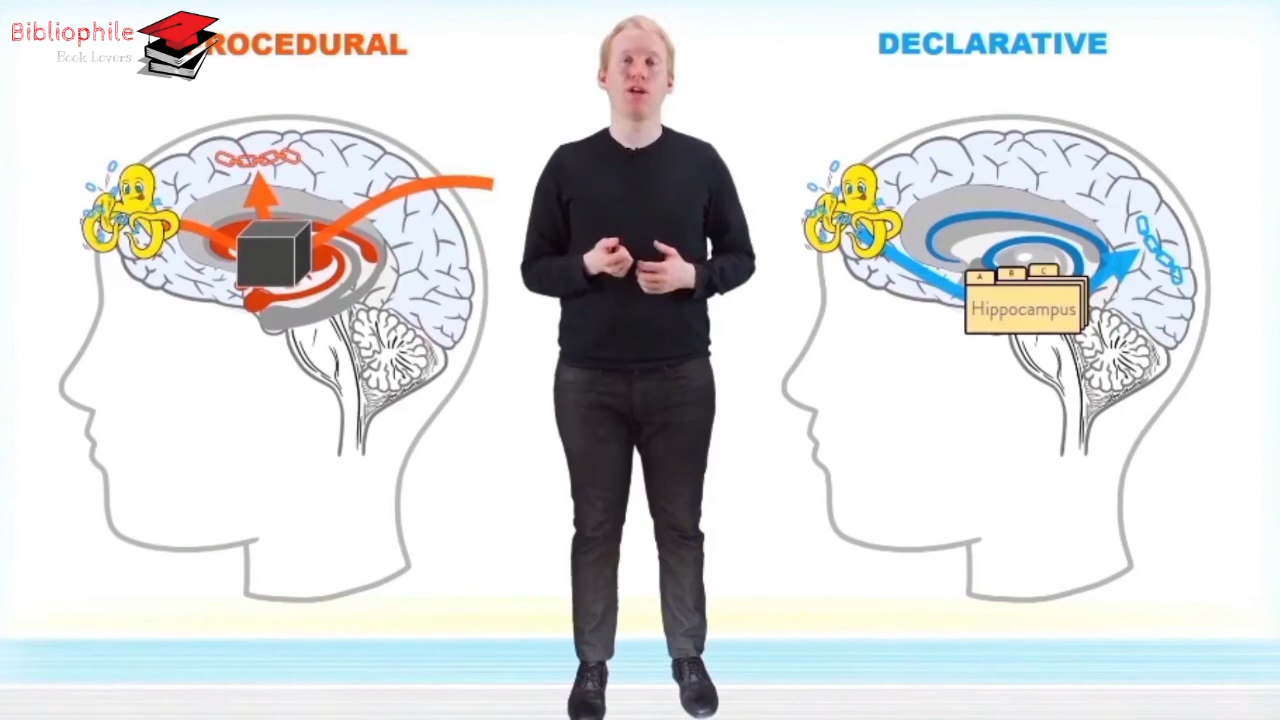 Bibliophile
Book Lovers
ROCEDURAL
DECLARATIVE
A B C
Hippocampus